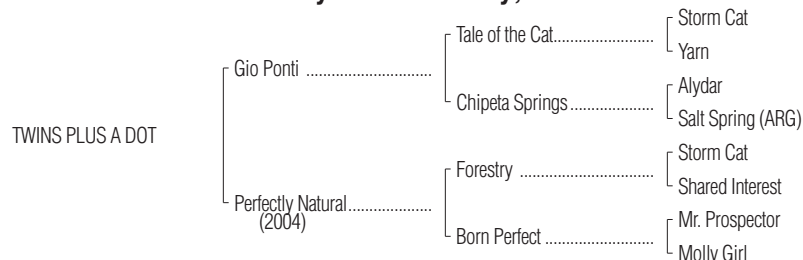 Storm Cat
Tale of the Cat
Yarn
Gio Ponti
Alydar
Chipeta Springs
Salt Spring (ARG)
TWINS PLUS A DOT
Storm Cat
Forestry
Shared Interest
Perfectly Natural
(2004)
Mr. Prospector
Born Perfect
Molly Girl